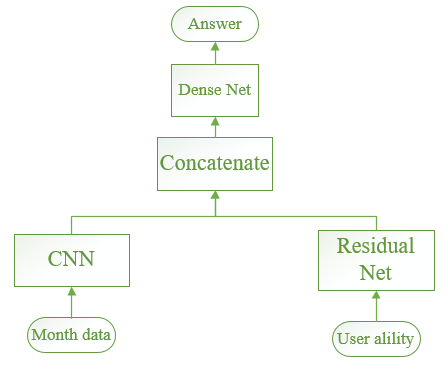 Answer
Dense Net
Concatenate
CNN
Residual
Net
Month data
User alility